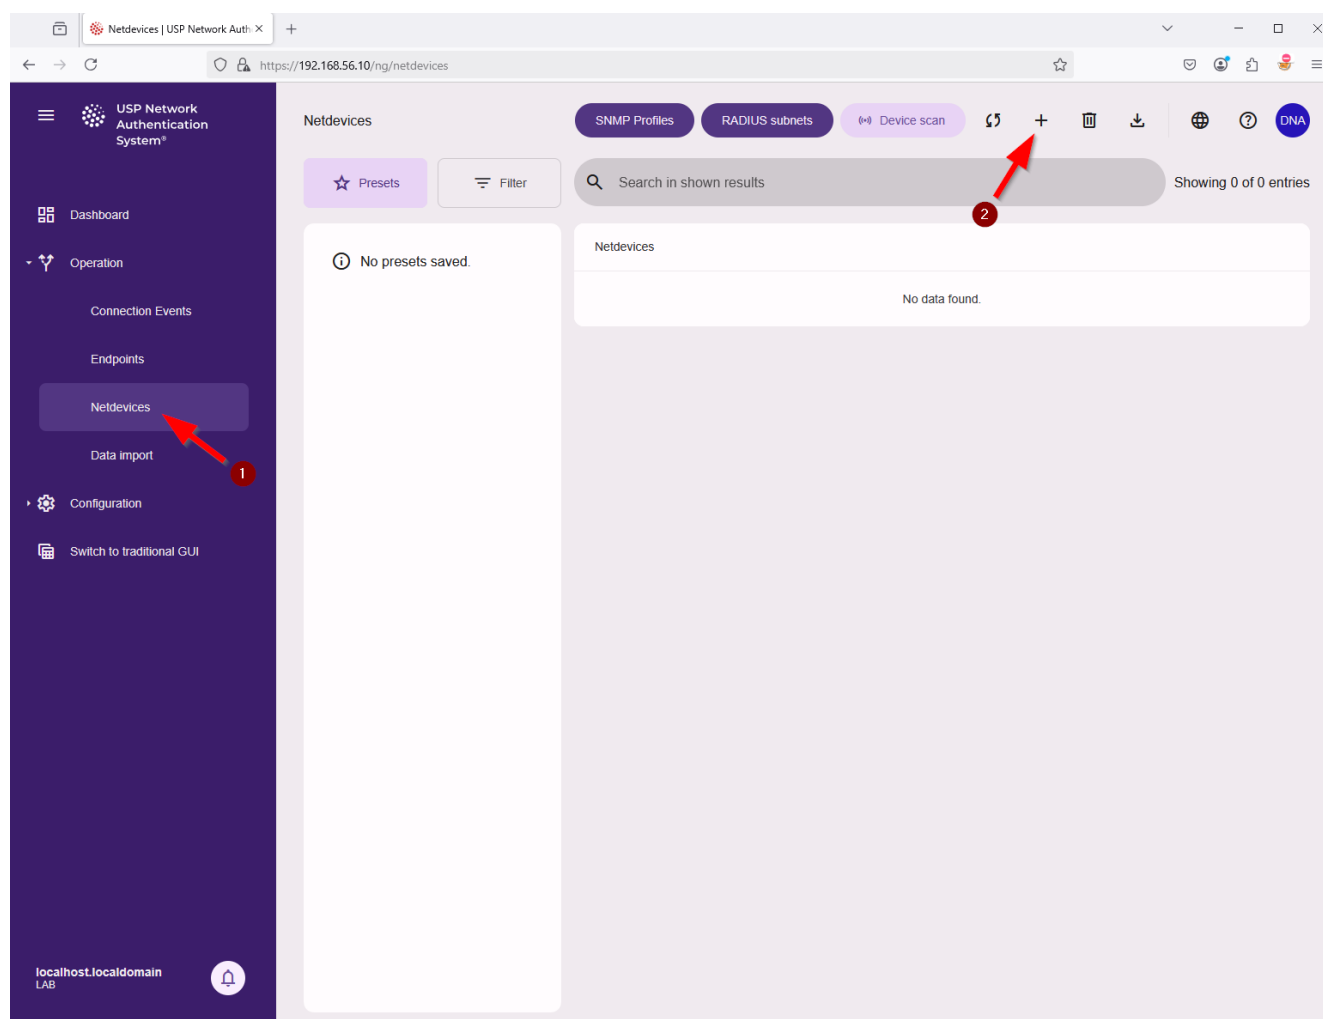 Netdevices | USP Network Auth
https://192.168.56.10/ng/netdevices
USP Network
Authentication
System®
Netdevices
SNMP Profiles
RADIUS subnets
Device scan
DNA
Presets
Filter
Search in shown results
Showing 0 of 0 entries
2
Dashboard
Operation
Connection Events
Endpoints
Netdevices
Data import
1
Configuration
Switch to traditional GUI
No presets saved.
Netdevices
No data found.
localhost.localdomain
LAB